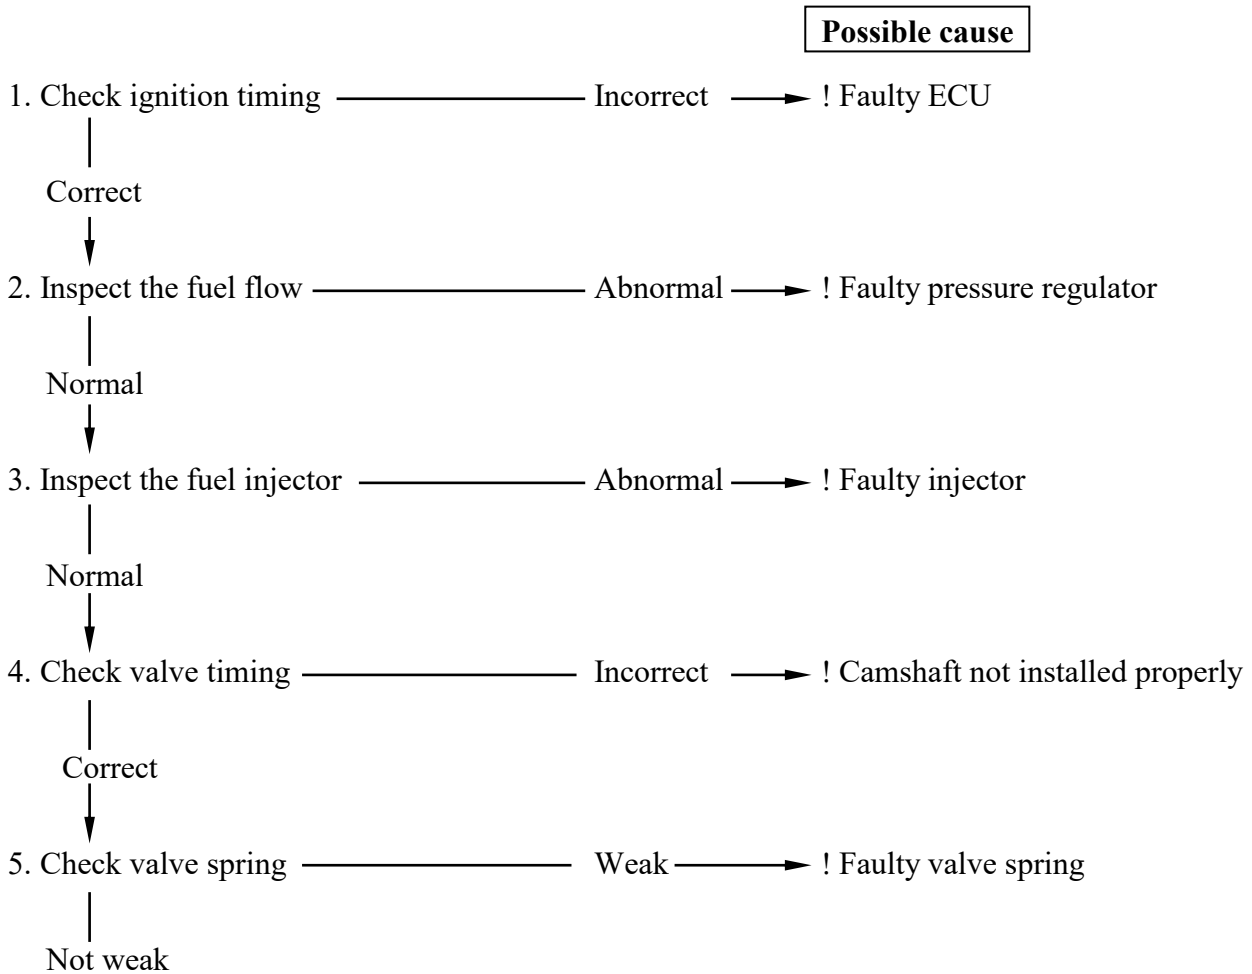 Possible cause
1. Check ignition timing Incorrect ! Faulty ECU
Correct
2. Inspect the fuel flow Abnormal ! Faulty pressure regulator
Normal
3. Inspect the fuel injector Abnormal ! Faulty injector
Normal
4. Check valve timing Incorrect ! Camshaft not installed properly
Correct
5. Check valve spring Weak ! Faulty valve spring
Not weak